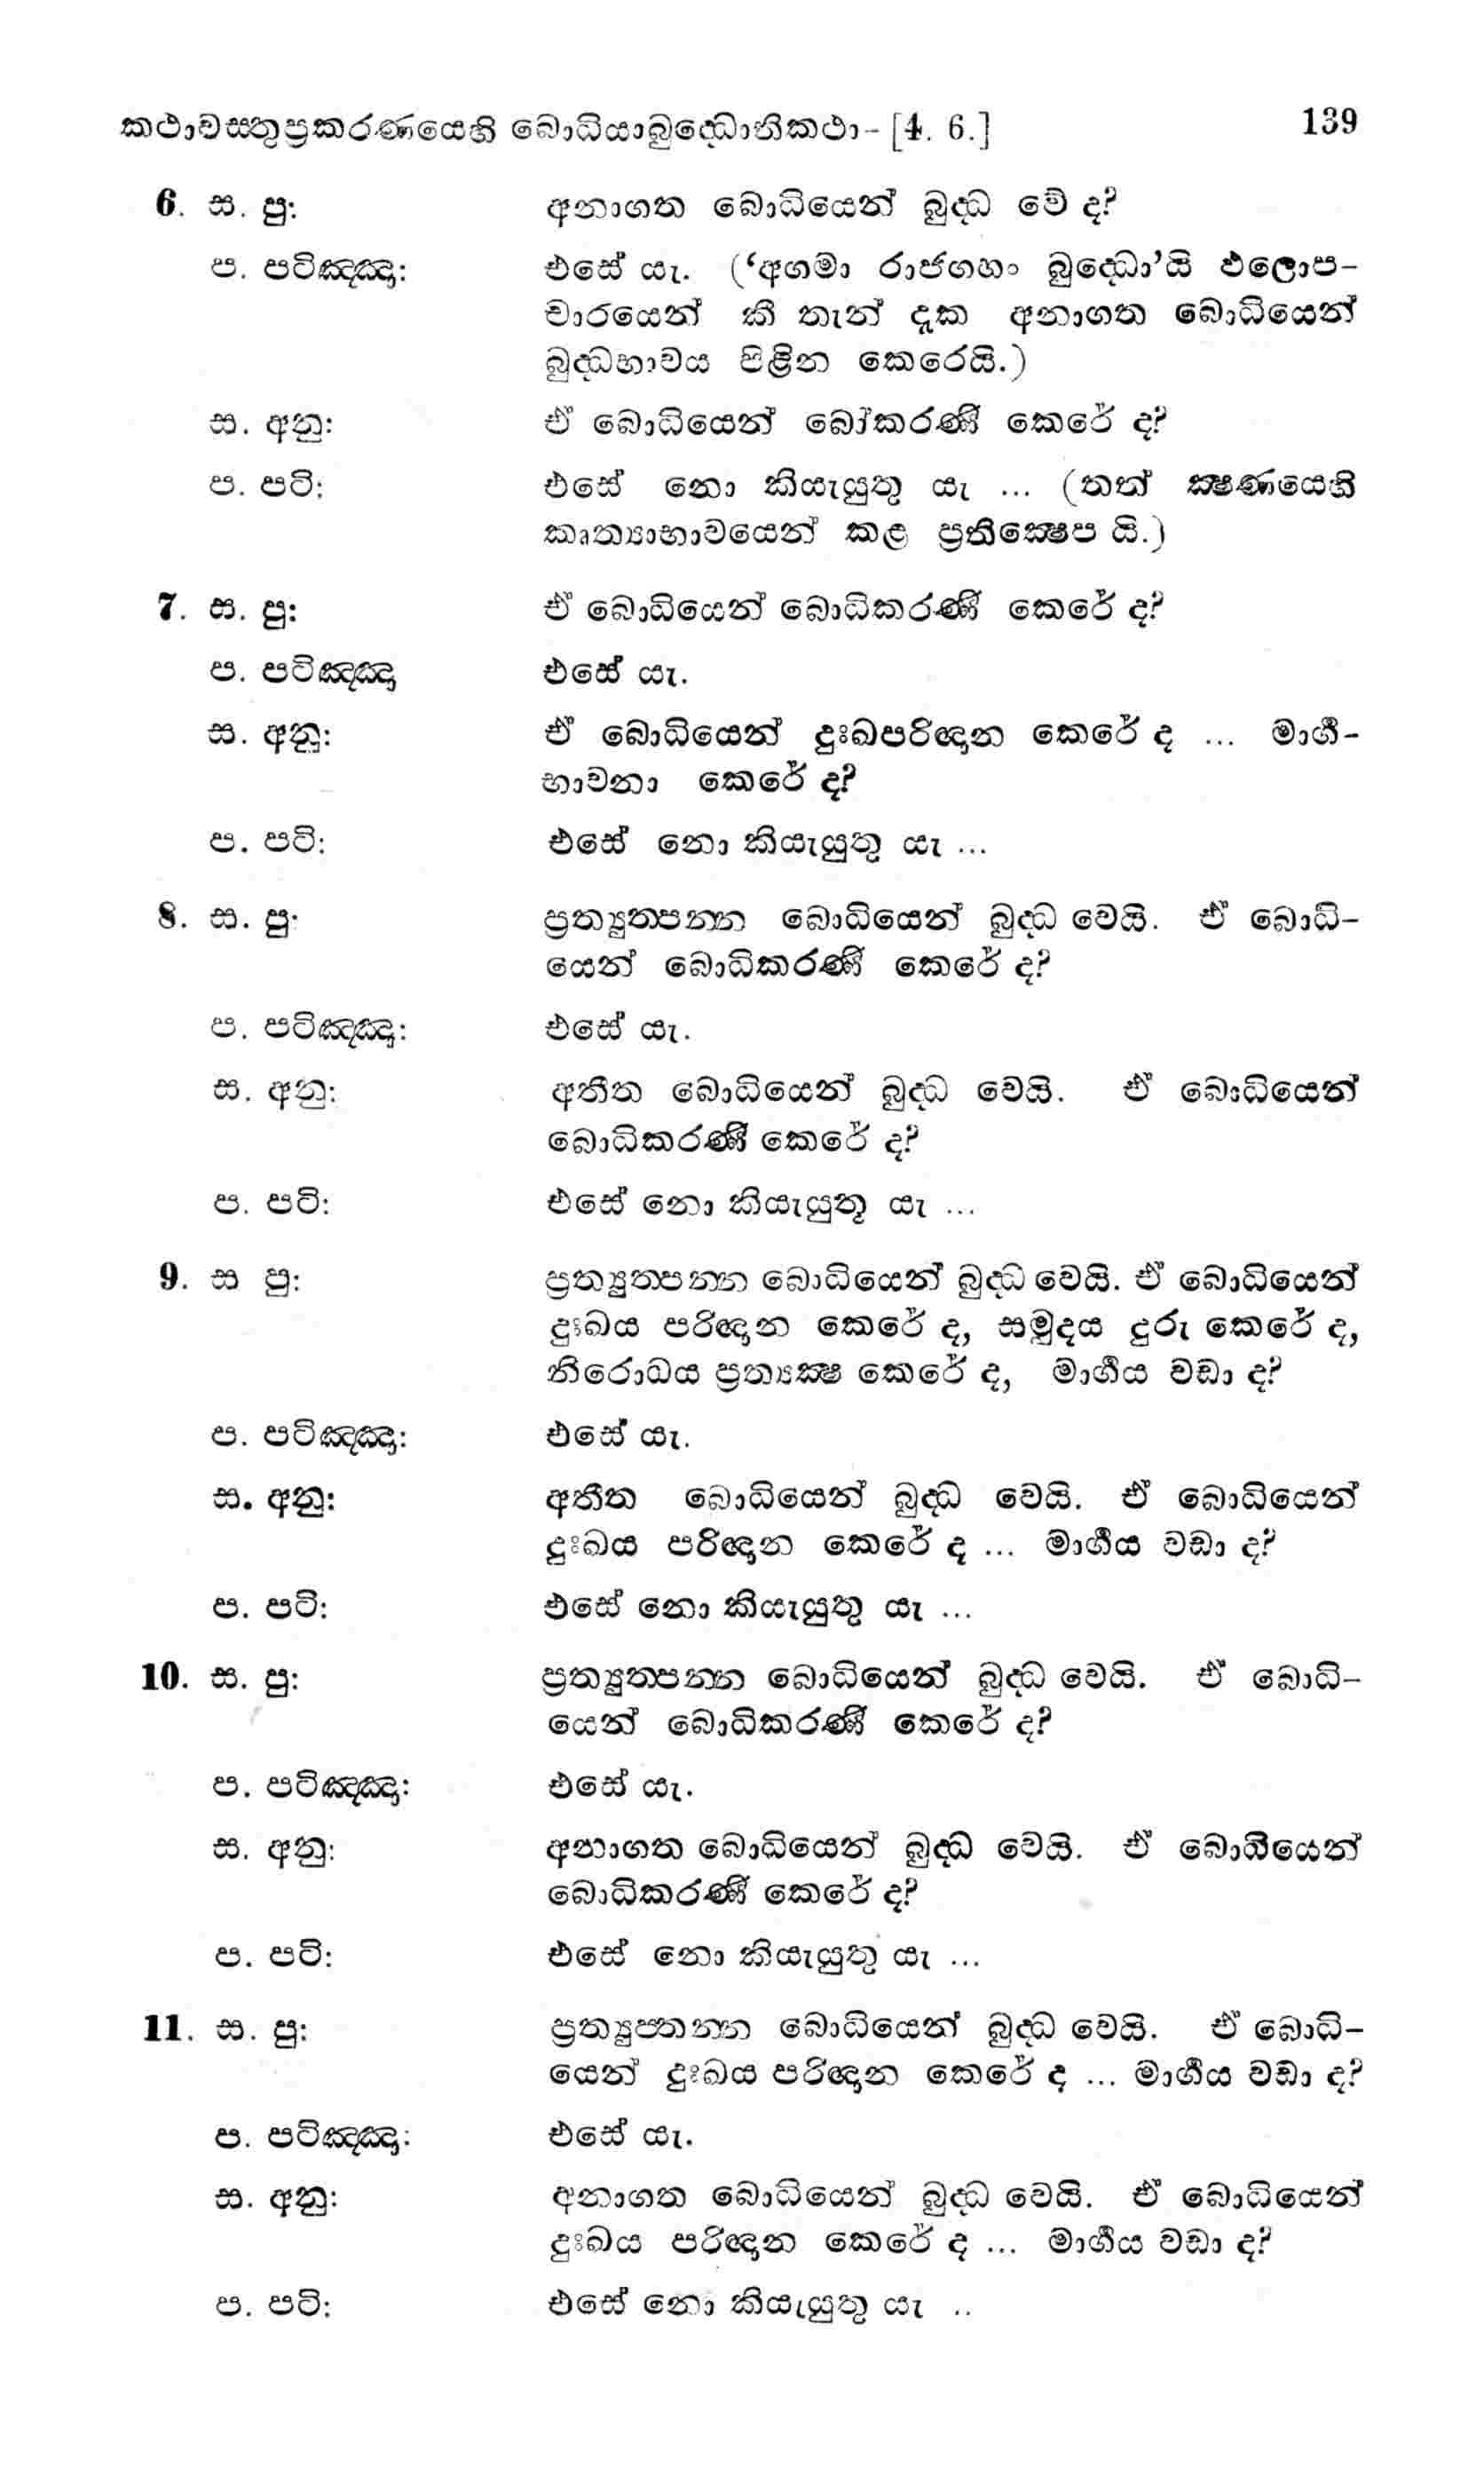 කථාවස්තුප්‍රකරණයෙහි බොධියාබුද්ධොතිකථා- [4. 6.] 139
6. ස. පු: අනාගත බොධියෙන් බුද්ධ වේ ද?
ප. පටිඤ්ඤා: එසේ යැ. (‘අගමා රාජගහං බුද්ධො’යි ඵලොප-
චාරයෙන් කී තැන් දැක අනාගත බොධියෙන්
බුද්ධභාවය පිළින කෙරෙයි.)
ස. අනු: ඒ බොධියෙන් බෝකරණී කෙරේ ද?
ප. පටි: එසේ නො කියැයුතු යැ ... (තත් ක්‍ෂණයෙහි
කෘත්‍යාභාවයෙන් කළ ප්‍රතික්‍ෂෙප යි.)
7. ස. පු: ඒ බොධියෙන් බොධිකරණී කෙරේ ද?
ප. පටිඤ්ඤා එසේ යැ.
ස. අනු: ඒ බොධියෙන් දුඃඛපරිඥාන කෙරේ ද ... මාර්ග-
භාවනා කෙරේ ද?
ප. පටි: එසේ නො කියැයුතු යැ ...
8. ස. පු: ප්‍රත්‍යුත්පන්න බොධියෙන් බුද්ධ වෙයි. ඒ බොධි-
යෙන් බොධිකරණී කෙරේ ද?
ප. පටිඤ්ඤා: එසේ යැ.
ස. අනු: අතීත බොධියෙන් බුද්ධ වෙයි. ඒ බොධියෙන්
බොධිකරණී කෙරේ ද?
ප. පටි: එසේ නො කියැයුතු යැ ...
9. ස පු: ප්‍රත්‍යුත්පන්න බොධියෙන් බුද්ධ වෙයි. ඒ බොධියෙන්
දුඃඛය පරිඥාන කෙරේ ද, සමුදය දුරු කෙරේ ද,
නිරොධය ප්‍රත්‍යක්‍ෂ කෙරේ ද, මාර්ගය වඩා ද?
ප. පටිඤ්ඤා: එසේ යැ.
ස. අනු: අතීත බොධියෙන් බුද්ධ වෙයි. ඒ බොධියෙන්
දුඃඛය පරිඥාන කෙරේ ද ... මාර්ගය වඩා ද?
ප. පටි: එසේ නො කියැයුතු යැ ...
10. ස. පු: ප්‍රත්‍යුත්පන්න බොධියෙන් බුද්ධ වෙයි. ඒ බොධි-
යෙන් බොධිකරණී කෙරේ ද?
ප. පටිඤ්ඤා: එසේ යැ.
ස. අනු: අනාගත බොධියෙන් බුද්ධ වෙයි. ඒ බොධියෙන්
බොධිකරණී කෙරේ ද?
ප. පටි: එසේ නො කියැයුතු යැ ...
11. ස. පු: ප්‍රත්‍යුප්තන්න බොධියෙන් බුද්ධ වෙයි. ඒ බොධි-
යෙන් දුඃඛය පරිඥාන කෙරේ ද ... මාර්ගය වඩා ද?
ප. පටිඤ්ඤා: එසේ යැ.
ස. අනු: අනාගත බොධියෙන් බුද්ධ වෙයි. ඒ බොධියෙන්
දුඃඛය පරිඥාන කෙරේ ද ... මාර්ගය වඩා ද?
ප. පටි: එසේ නො කියැයුතු යැ ..